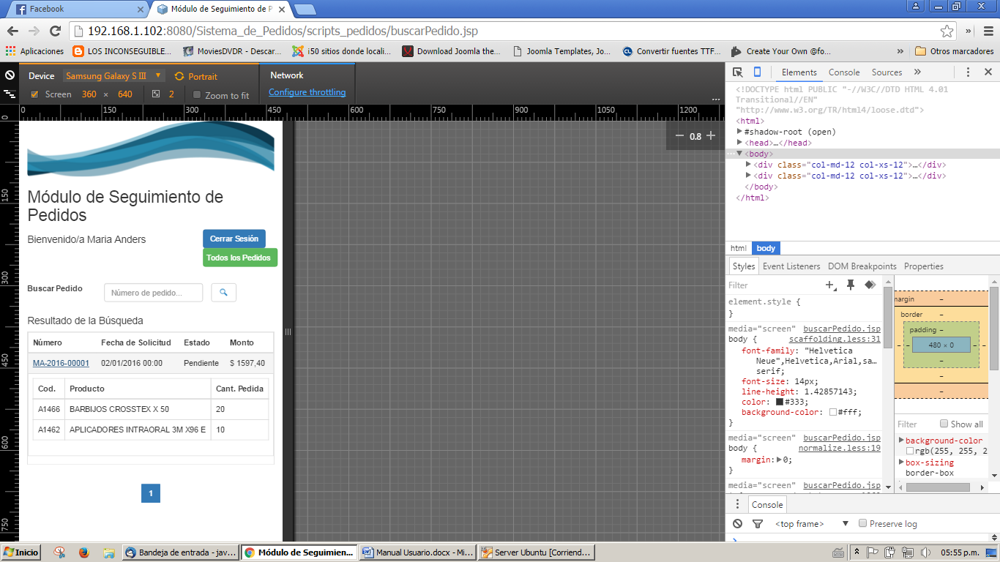 Facebook
Módulo de Seguimiento de P
192.168.1.102:8080/Sistema_de_Pedidos/scripts_pedidos/buscarPedido.jsp
Aplicaciones
LOS INCONSEGUIBLE...
MoviesDVDR - Descar...
i50 sitios donde locali...
Download Joomla the...
Joomla Templates, Jo...
Convertir fuentes TTF...
Create Your Own @fo...
»
Otros marcadores
Device Samsung Galaxy S III Portrait
Screen 360 × 640 2 Zoom to fit
Network
Configure throttling
...
0 150 300 450 600 750 900 1050 1200
0
150
300
450
600
750
− 0.8 +
Módulo de Seguimiento de
Pedidos
Bienvenido/a Maria Anders
Cerrar Sesión
Todos los Pedidos
Buscar Pedido
Número de pedido...
Resultado de la Búsqueda
Número Fecha de Solicitud Estado Monto
MA-2016-00001 02/01/2016 00:00 Pendiente $ 1597,40
Cod. Producto Cant. Pedida
A1466 BARBIJOS CROSSTEX X 50 20
A1462 APLICADORES INTRAORAL 3M X96 E 10
1
Elements Console Sources »
<!DOCTYPE html PUBLIC "-//W3C//DTD HTML 4.01
Transitional//EN"
"http://www.w3.org/TR/html4/loose.dtd">
<html>
#shadow-root (open)
<head>…</head>
<body>
<div class="col-md-12 col-xs-12">…</div>
<div class="col-md-12 col-xs-12">…</div>
</body>
</html>
html body
Styles Event Listeners DOM Breakpoints Properties
Filter
element.style {
}
media="screen" buscarPedido.jsp
body { scaffolding.less:31
font-family: "Helvetica
Neue",Helvetica,Arial,sa…
serif;
font-size: 14px;
line-height: 1.42857143;
color: #333;
background-color: #fff;
}
media="screen" buscarPedido.jsp
body { normalize.less:19
margin: 0;
}
media="screen" buscarPedido.jsp
margin –
border –
padding –
– – – 480 × 0 – – –
–
–
–
Filter Show all
background-color
rgb(255, 255, 2
box-sizing
border-box
Console
<top frame> Preserve log
Inicio
Bandeja de entrada - jav...
Módulo de Seguimien...
Manual Usuario.docx - Mi...
Server Ubuntu [Corriend...
05:55 p.m.